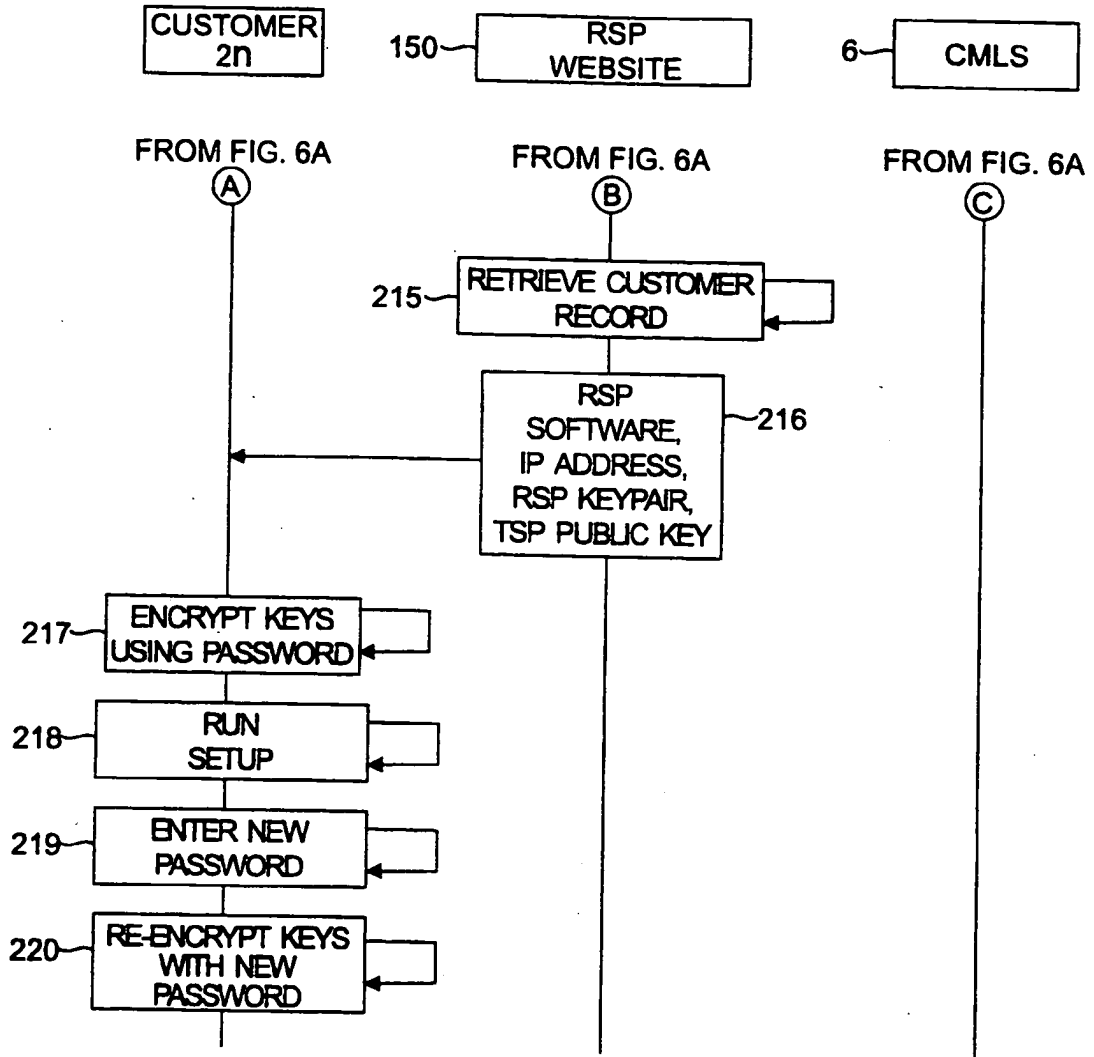 CUSTOMER
2n
150
RSP
WEBSITE
6
CMLS
FROM FIG. 6A
A
FROM FIG. 6A
B
FROM FIG. 6A
C
215
RETRIEVE CUSTOMER
RECORD
RSP
SOFTWARE,
IP ADDRESS,
RSP KEYPAIR,
TSP PUBLIC KEY
216
217
ENCRYPT KEYS
USING PASSWORD
218
RUN
SETUP
219
ENTER NEW
PASSWORD
220
RE-ENCRYPT KEYS
WITH NEW
PASSWORD